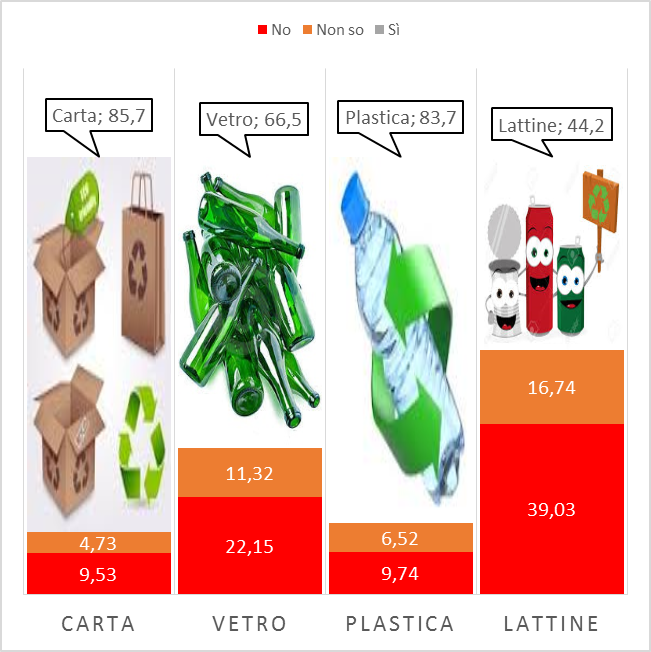 No Non so Sì
Carta; 85,7
Vetro; 66,5
Plastica; 83,7
Lattine; 44,2
4,73
9,53
11,32
22,15
6,52
9,74
16,74
39,03
CARTA VETRO PLASTICA LATTINE